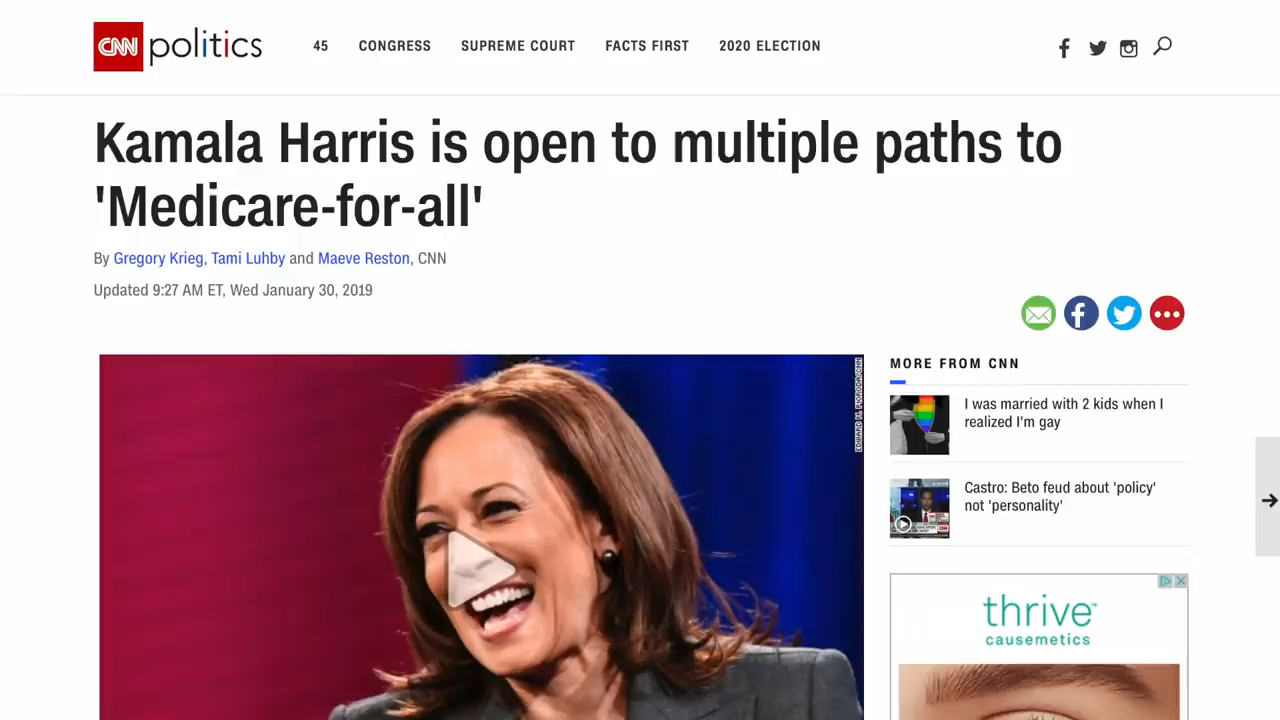 CNN politics
45 CONGRESS SUPREME COURT FACTS FIRST 2020 ELECTION
Kamala Harris is open to multiple paths to
'Medicare-for-all'
By Gregory Krieg, Tami Luhby and Maeve Reston, CNN
Updated 9:27 AM ET, Wed January 30, 2019
EDWARD M. PIORODA/CNN
MORE FROM CNN
I was married with 2 kids when I
realized I'm gay
Castro: Beto feud about 'policy'
not 'personality'
thrive
causemetics